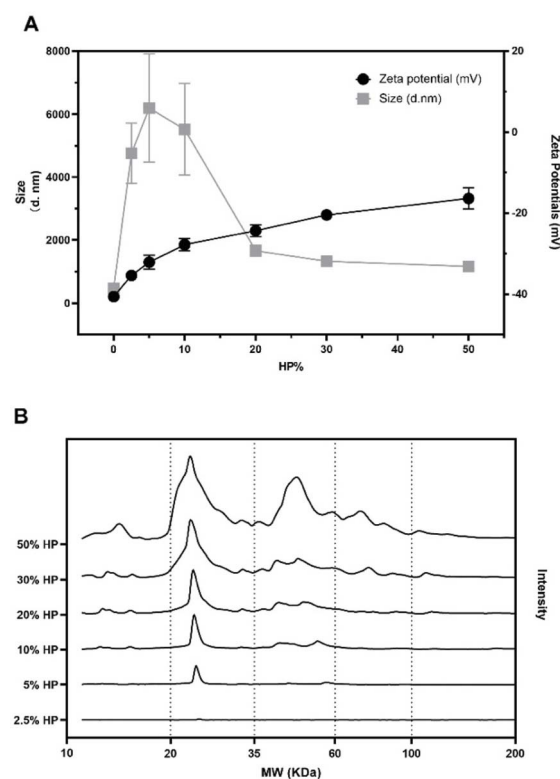 A
8000
6000
4000
2000
0
Size
(d. nm)
Zeta potential (mV)
Size (d.nm)
20
0
-20
-40
Zeta Potentials
(mV)
0
10
20
30
40
50
HP%
B
50% HP
30% HP
20% HP
10% HP
5% HP
2.5% HP
Intensity
10
20
35
60
100
200
MW (KDa)